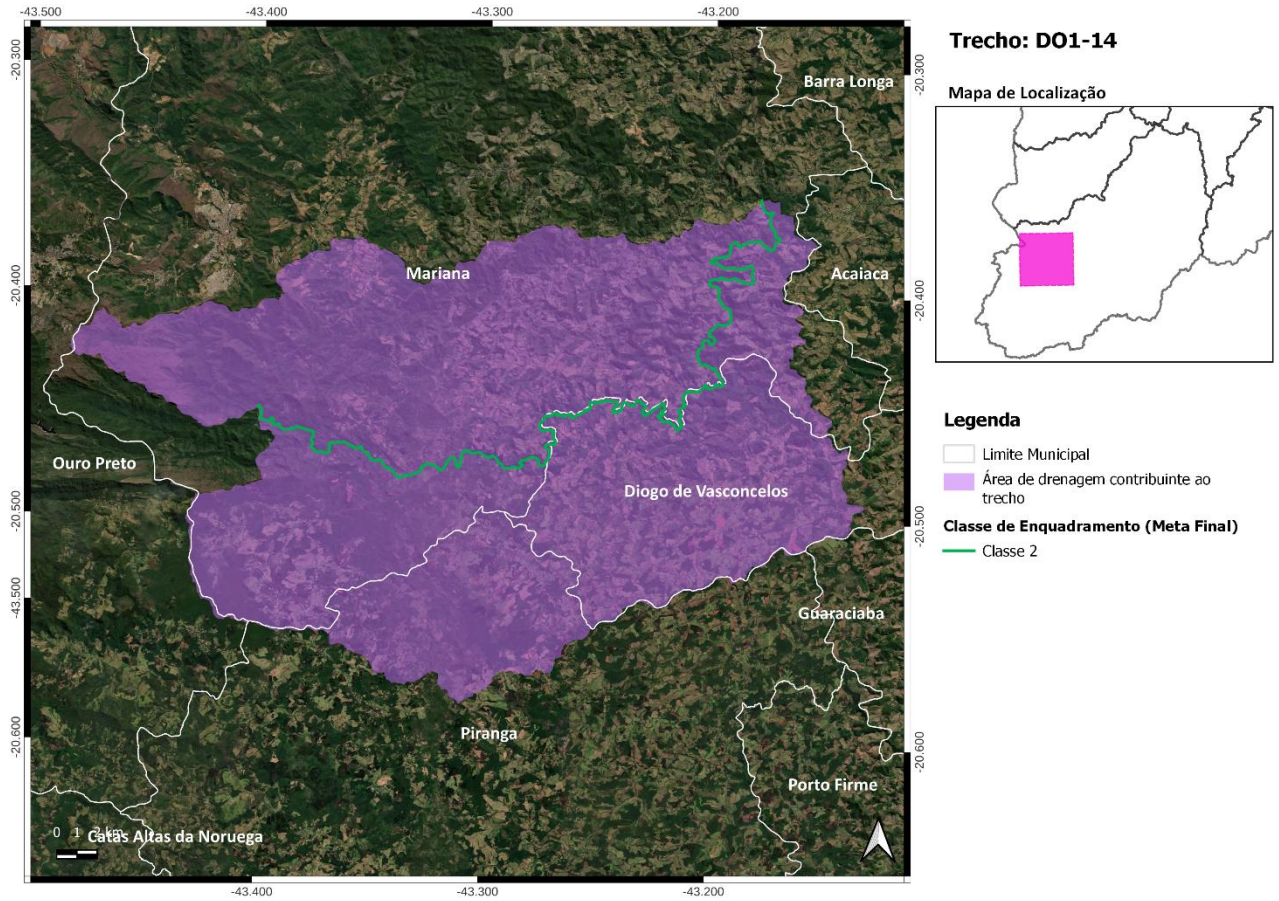 -43.500
-43.400
-43.300
-43.200
Trecho: DO1-14
-20.300
-20.300
Barra Longa
Mapa de Localização
Mariana
Acaiaca
-20.400
-20.400
Legenda
Limite Municipal
Área de drenagem contribuinte ao
trecho
Classe de Enquadramento (Meta Final)
Classe 2
Ouro Preto
Diogo de Vasconcelos
-20.500
-20.500
-43.500
Guaraciaba
Piranga
-20.600
-20.600
Porto Firme
0 1 2 km
Catas Altas da Noruega
-43.400
-43.300
-43.200